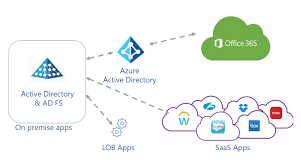 Office 365
Azure
Active Directory
Active Directory
& AD FS
On premise apps
LOB Apps
SaaS Apps